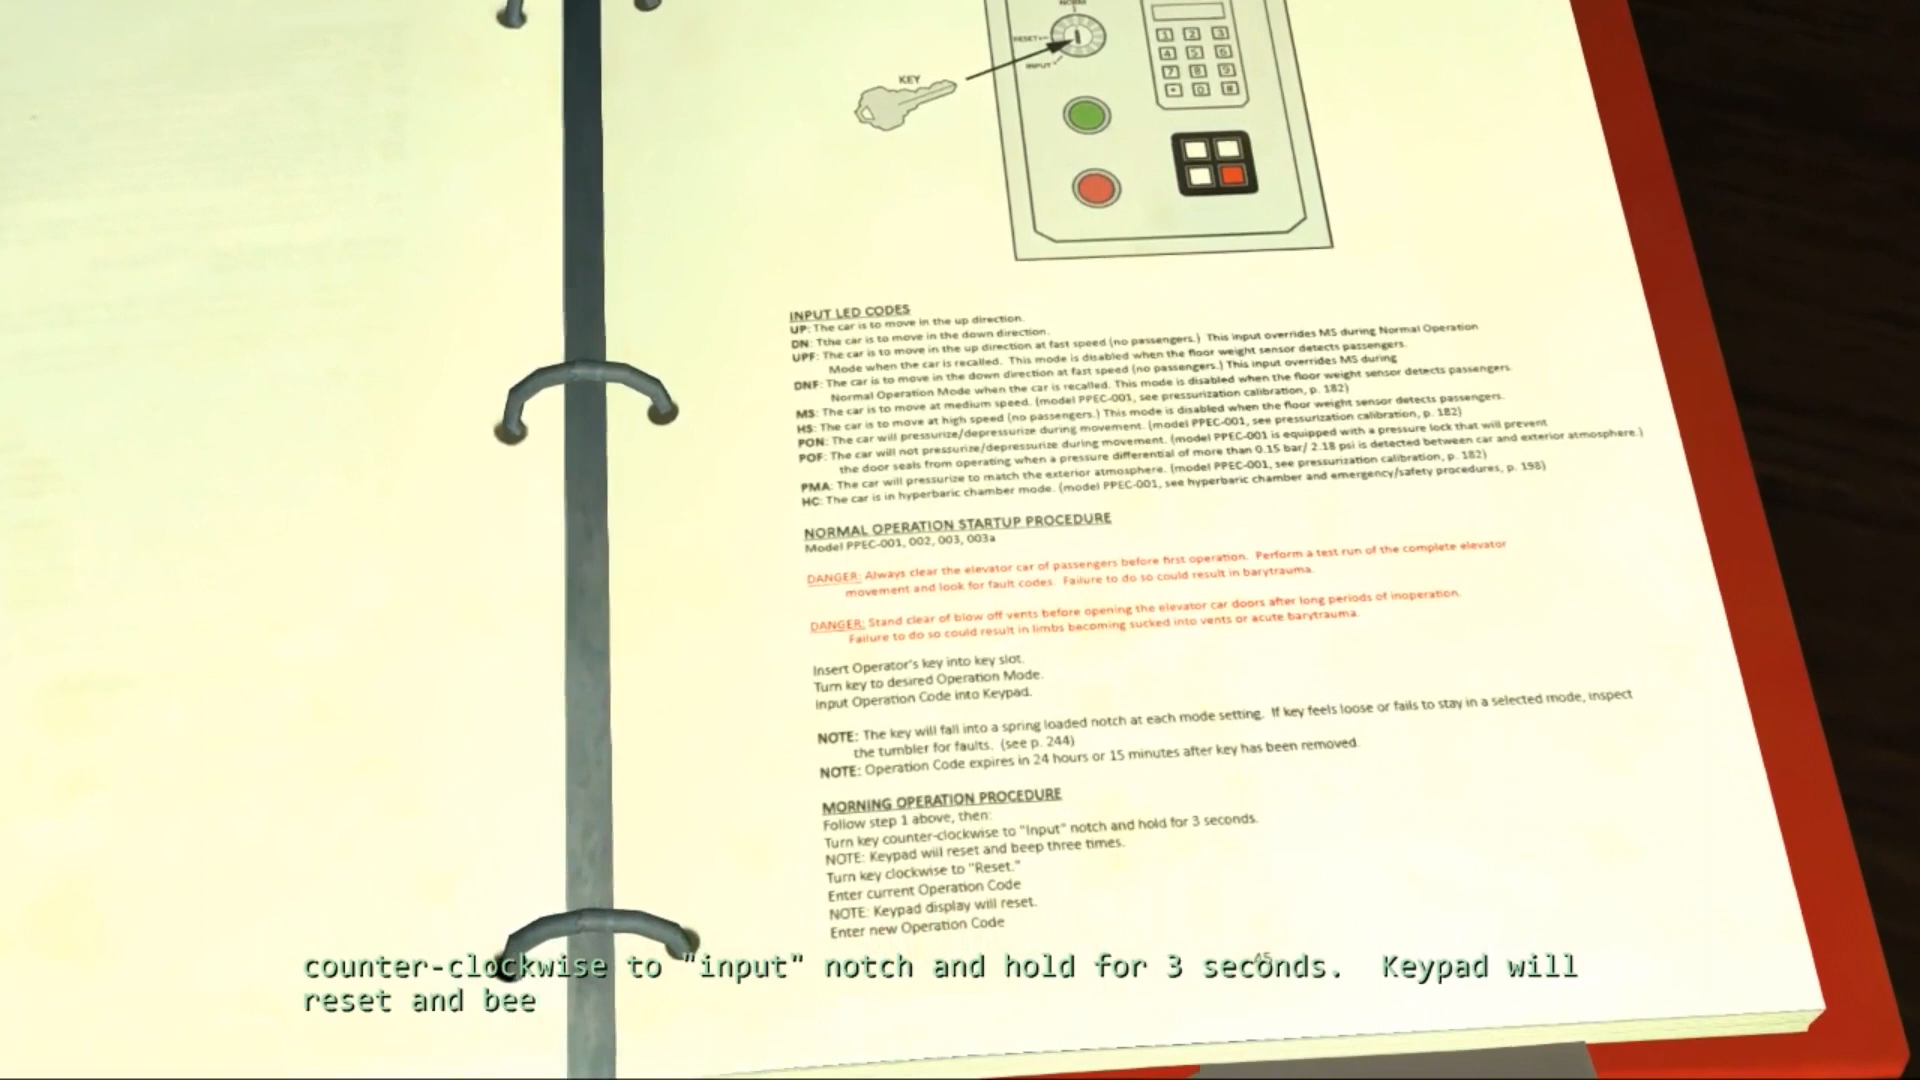 NORM
RESET
INPUT
KEY
1 2 3
4 5 6
7 8 9
* 0 #
INPUT LED CODES
UP: The car is to move in the up direction.
DN: Tthe car is to move in the down direction.
UPF: The car is to move in the up direction at fast speed (no passengers.) This input overrides MS during Normal Operation
Mode when the car is recalled. This mode is disabled when the floor weight sensor detects passengers.
DNF: The car is to move in the down direction at fast speed (no passengers.) This input overrides MS during
Normal Operation Mode when the car is recalled. This mode is disabled when the floor weight sensor detects passengers.
MS: The car is to move at medium speed. (model PPEC-001, see pressurization calibration, p. 182)
HS: The car is to move at high speed (no passengers.) This mode is disabled when the floor weight sensor detects passengers.
PON: The car will pressurize/depressurize during movement. (model PPEC-001, see pressurization calibration, p. 182)
POF: The car will not pressurize/depressurize during movement. (model PPEC-001 is equipped with a pressure lock that will prevent
the door seals from operating when a pressure differential of more than 0.15 bar/ 2.18 psi is detected between car and exterior atmosphere.)
PMA: The car will pressurize to match the exterior atmosphere. (model PPEC-001, see pressurization calibration, p. 182)
HC: The car is in hyperbaric chamber mode. (model PPEC-001, see hyperbaric chamber and emergency/safety procedures, p. 198)
NORMAL OPERATION STARTUP PROCEDURE
Model PPEC-001, 002, 003, 003a
DANGER: Always clear the elevator car of passengers before first operation. Perform a test run of the complete elevator
movement and look for fault codes. Failure to do so could result in barytrauma.
DANGER: Stand clear of blow off vents before opening the elevator car doors after long periods of inoperation.
Failure to do so could result in limbs becoming sucked into vents or acute barytrauma.
Insert Operator's key into key slot.
Turn key to desired Operation Mode.
Input Operation Code into Keypad.
NOTE: The key will fall into a spring loaded notch at each mode setting. If key feels loose or fails to stay in a selected mode, inspect
the tumbler for faults. (see p. 244)
NOTE: Operation Code expires in 24 hours or 15 minutes after key has been removed.
MORNING OPERATION PROCEDURE
Follow step 1 above, then:
Turn key counter-clockwise to "Input" notch and hold for 3 seconds.
NOTE: Keypad will reset and beep three times.
Turn key clockwise to "Reset."
Enter current Operation Code
NOTE: Keypad display will reset.
Enter new Operation Code
45
counter-clockwise to "input" notch and hold for 3 seconds. Keypad will
reset and bee